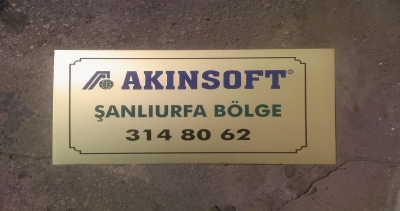 AKINSOFT®
ŞANLIURFA BÖLGE
314 80 62